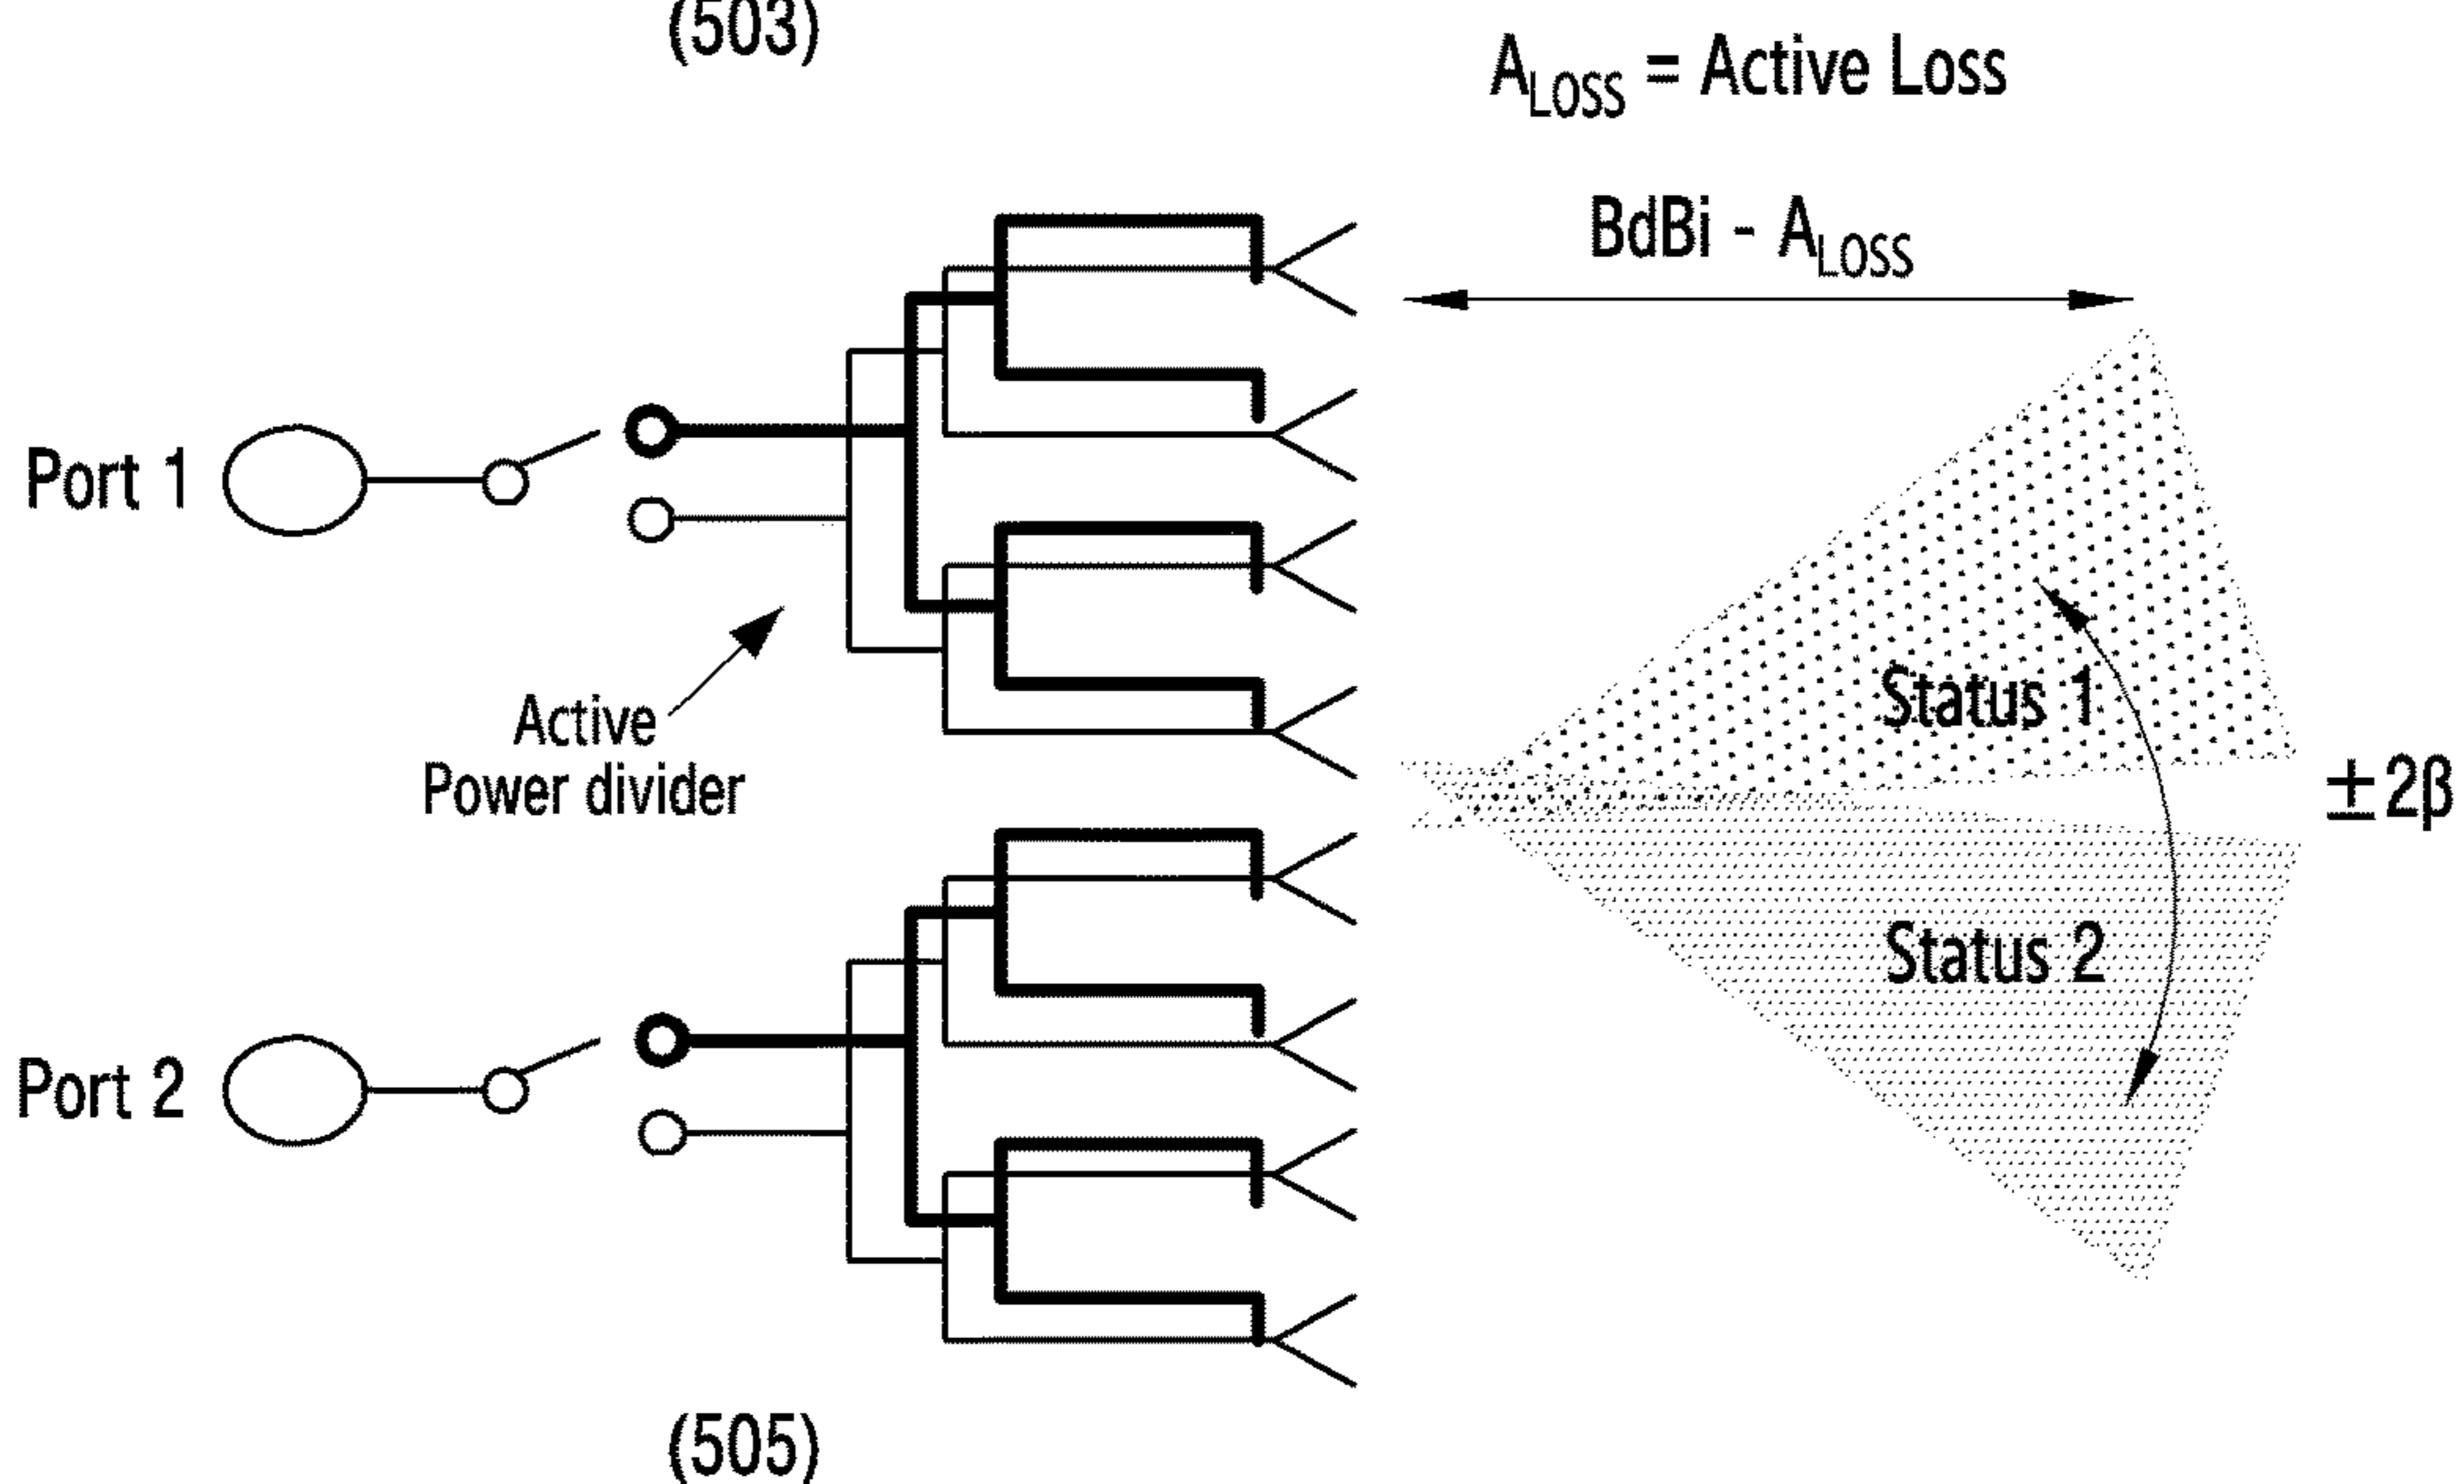 (503)
A_LOSS = Active Loss
BdBi - A_LOSS
Port 1
Active
Power divider
Status 1
±2β
Status 2
Port 2
(505)